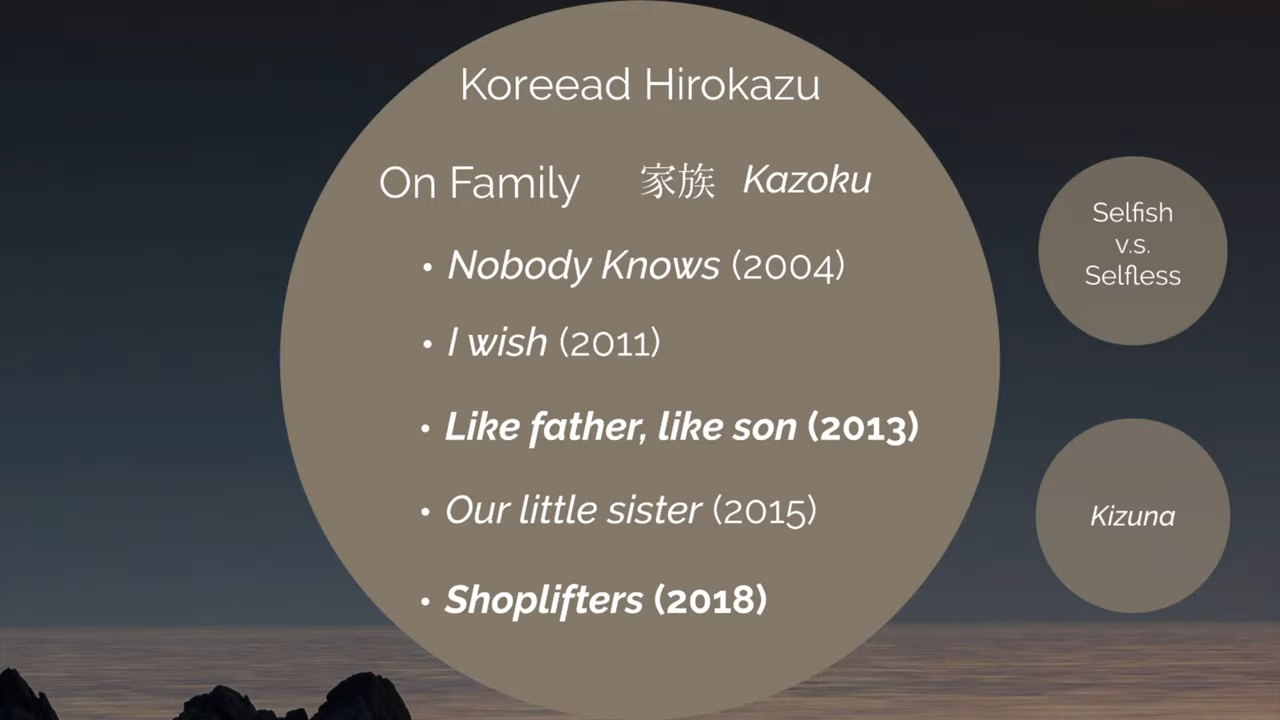 Koreead Hirokazu
On Family 家族 Kazoku
• Nobody Knows (2004)
• I wish (2011)
• Like father, like son (2013)
• Our little sister (2015)
• Shoplifters (2018)
Selfish
v.s.
Selfless
Kizuna